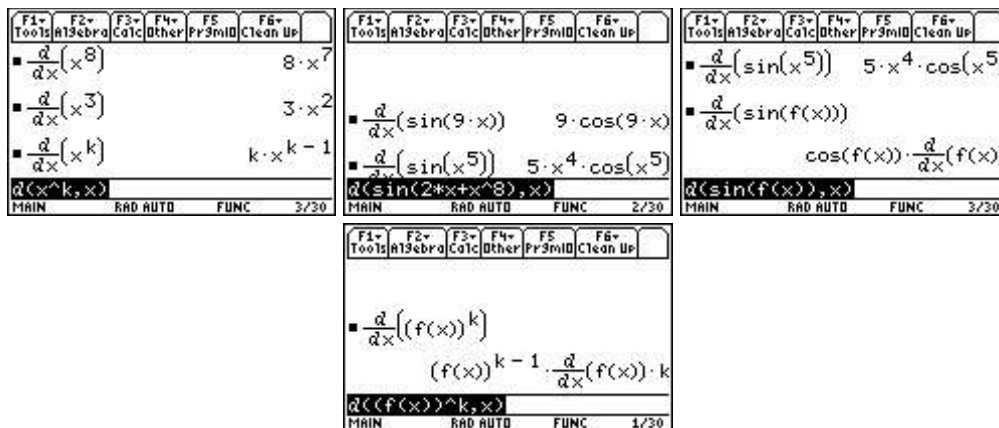 F1▾ F2▾ F3▾ F4▾ F5 F6▾
Tools Algebra Calc Other PrgmIO Clean Up
▪ d/dx(x^8) 8·x^7
▪ d/dx(x^3) 3·x^2
▪ d/dx(x^k) k·x^(k − 1)
d(x^k,x)
MAIN RAD AUTO FUNC 3/30
F1▾ F2▾ F3▾ F4▾ F5 F6▾
Tools Algebra Calc Other PrgmIO Clean Up
▪ d/dx(sin(9·x)) 9·cos(9·x)
▪ d/dx(sin(x^5)) 5·x^4·cos(x^5)
d(sin(2*x+x^8),x)
MAIN RAD AUTO FUNC 2/30
F1▾ F2▾ F3▾ F4▾ F5 F6▾
Tools Algebra Calc Other PrgmIO Clean Up
▪ d/dx(sin(x^5)) 5·x^4·cos(x^5
▪ d/dx(sin(f(x)))
cos(f(x))·d/dx(f(x)
d(sin(f(x)),x)
MAIN RAD AUTO FUNC 3/30
F1▾ F2▾ F3▾ F4▾ F5 F6▾
Tools Algebra Calc Other PrgmIO Clean Up
▪ d/dx((f(x))^k)
(f(x))^(k − 1)·d/dx(f(x))·k
d((f(x))^k,x)
MAIN RAD AUTO FUNC 1/30